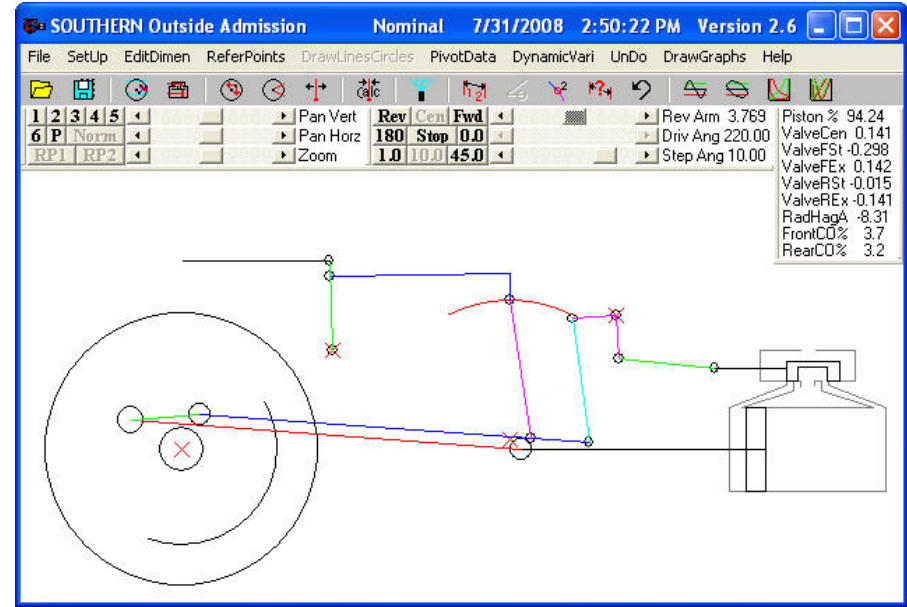 SOUTHERN Outside Admission Nominal 7/31/2008 2:50:22 PM Version 2.6
File SetUp EditDimen ReferPoints DrawLinesCircles PivotData DynamicVari UnDo DrawGraphs Help
calc
1 2 3 4 5 Pan Vert Rev Cen Fwd Rev Arm 3.769
6 P Norm Pan Horz 180 Stop 0.0 Driv Ang 220.00
RP1 RP2 Zoom 1.0 10.0 45.0 Step Ang 10.00
Piston % 94.24
ValveCen 0.141
ValveFSt -0.298
ValveFEx 0.142
ValveRSt -0.015
ValveREx -0.141
RadHagA -8.31
FrontCO% 3.7
RearCO% 3.2